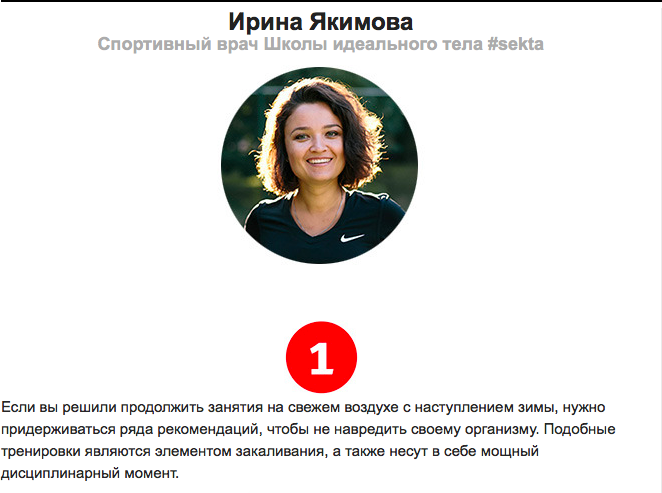 Ирина Якимова
Спортивный врач Школы идеального тела #sekta
1
Если вы решили продолжить занятия на свежем воздухе с наступлением зимы, нужно
придерживаться ряда рекомендаций, чтобы не навредить своему организму. Подобные
тренировки являются элементом закаливания, а также несут в себе мощный
дисциплинарный момент.